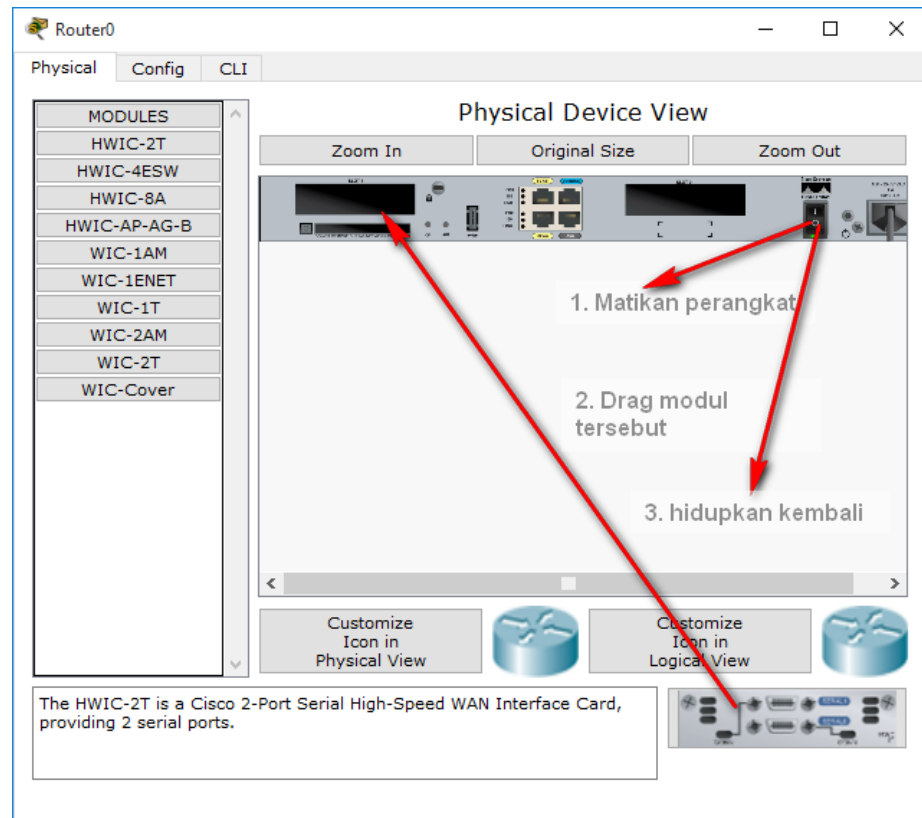 Router0
Physical Config CLI
MODULES
HWIC-2T
HWIC-4ESW
HWIC-8A
HWIC-AP-AG-B
WIC-1AM
WIC-1ENET
WIC-1T
WIC-2AM
WIC-2T
WIC-Cover
Physical Device View
Zoom In Original Size Zoom Out
1. Matikan perangkat
2. Drag modul
tersebut
3. hidupkan kembali
Customize
Icon in
Physical View
Customize
Icon in
Logical View
The HWIC-2T is a Cisco 2-Port Serial High-Speed WAN Interface Card,
providing 2 serial ports.